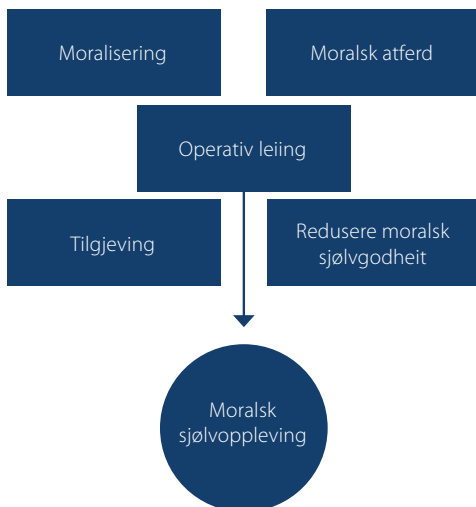 Moralisering
Moralsk atferd
Operativ leiing
Tilgjeving
Redusere moralsk
sjølvgodheit
Moralsk
sjølvoppleving